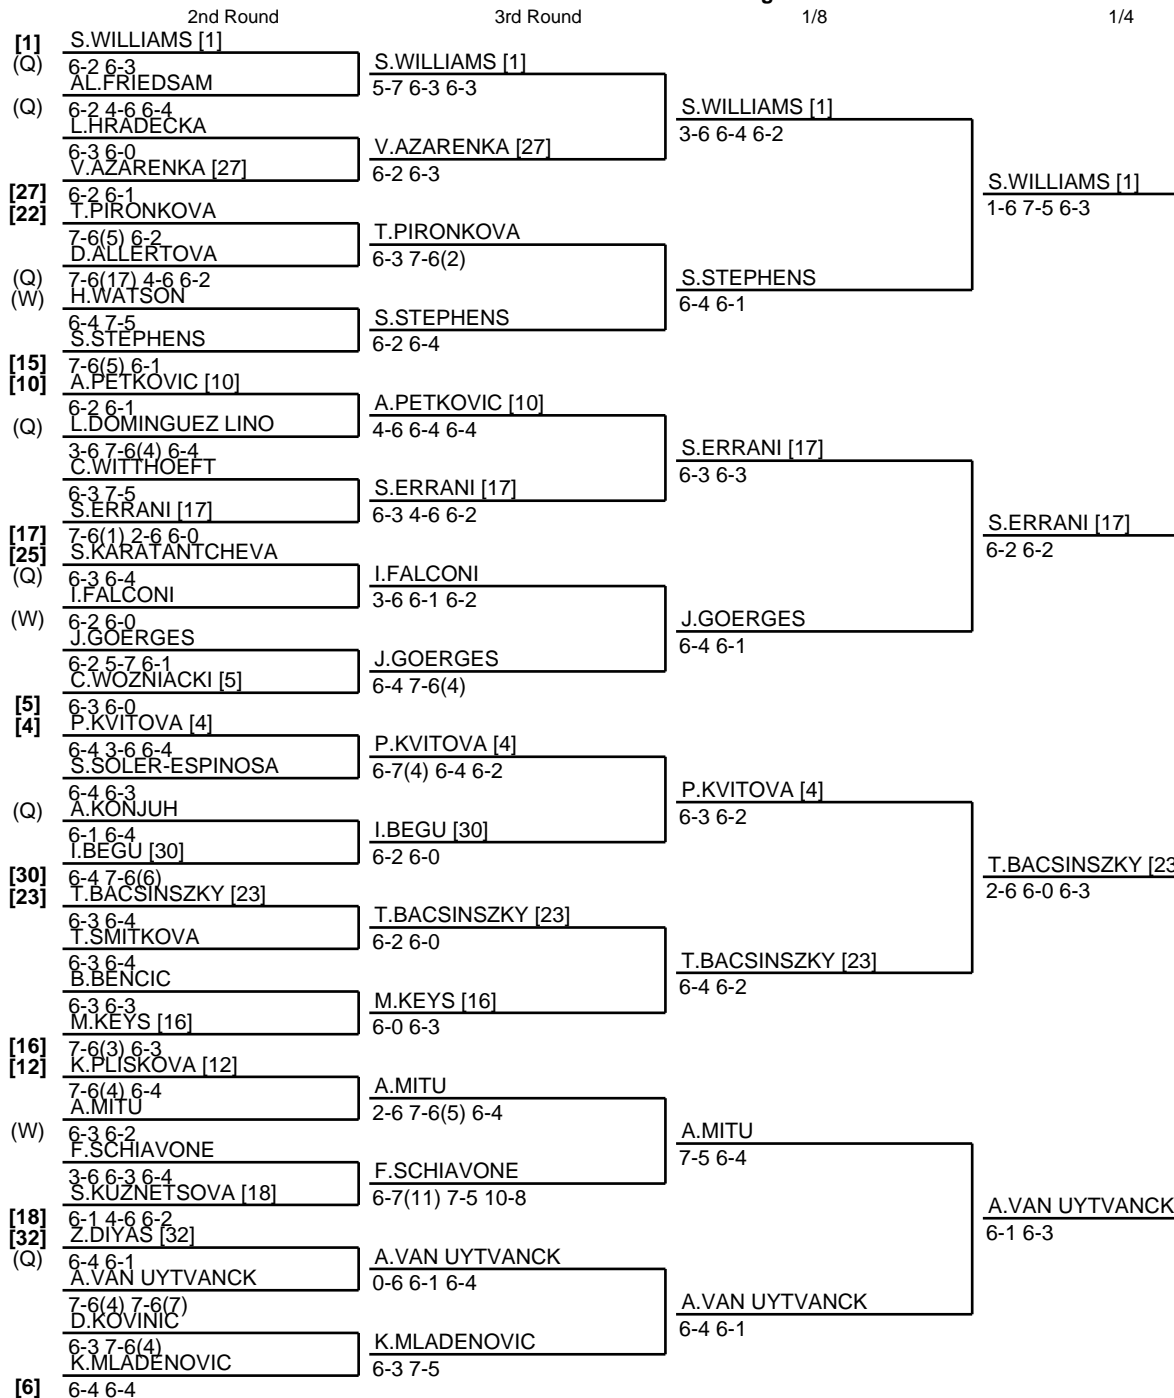 2nd Round
3rd Round
1/8
1/4
[1] S.WILLIAMS [1]
(Q) 6-2 6-3
AL.FRIEDSAM
(Q) 6-2 4-6 6-4
L.HRADECKA
6-3 6-0
V.AZARENKA [27]
[27] 6-2 6-1
[22] T.PIRONKOVA
7-6(5) 6-2
D.ALLERTOVA
(Q) 7-6(17) 4-6 6-2
(W) H.WATSON
6-4 7-5
S.STEPHENS
[15] 7-6(5) 6-1
[10] A.PETKOVIC [10]
6-2 6-1
(Q) L.DOMINGUEZ LINO
3-6 7-6(4) 6-4
C.WITTHOEFT
6-3 7-5
S.ERRANI [17]
[17] 7-6(1) 2-6 6-0
[25] S.KARATANTCHEVA
(Q) 6-3 6-4
I.FALCONI
(W) 6-2 6-0
J.GOERGES
6-2 5-7 6-1
C.WOZNIACKI [5]
[5] 6-3 6-0
[4] P.KVITOVA [4]
6-4 3-6 6-4
S.SOLER-ESPINOSA
6-4 6-3
(Q) A.KONJUH
6-1 6-4
I.BEGU [30]
[30] 6-4 7-6(6)
[23] T.BACSINSZKY [23]
6-3 6-4
T.SMITKOVA
6-3 6-4
B.BENCIC
6-3 6-3
M.KEYS [16]
[16] 7-6(3) 6-3
[12] K.PLISKOVA [12]
7-6(4) 6-4
A.MITU
(W) 6-3 6-2
F.SCHIAVONE
3-6 6-3 6-4
S.KUZNETSOVA [18]
[18] 6-1 4-6 6-2
[32] Z.DIYAS [32]
(Q) 6-4 6-1
A.VAN UYTVANCK
7-6(4) 7-6(7)
D.KOVINIC
6-3 7-6(4)
K.MLADENOVIC
[6] 6-4 6-4
S.WILLIAMS [1]
5-7 6-3 6-3
V.AZARENKA [27]
6-2 6-3
T.PIRONKOVA
6-3 7-6(2)
S.STEPHENS
6-2 6-4
A.PETKOVIC [10]
4-6 6-4 6-4
S.ERRANI [17]
6-3 4-6 6-2
I.FALCONI
3-6 6-1 6-2
J.GOERGES
6-4 7-6(4)
P.KVITOVA [4]
6-7(4) 6-4 6-2
I.BEGU [30]
6-2 6-0
T.BACSINSZKY [23]
6-2 6-0
M.KEYS [16]
6-0 6-3
A.MITU
2-6 7-6(5) 6-4
F.SCHIAVONE
6-7(11) 7-5 10-8
A.VAN UYTVANCK
0-6 6-1 6-4
K.MLADENOVIC
6-3 7-5
S.WILLIAMS [1]
3-6 6-4 6-2
S.STEPHENS
6-4 6-1
S.ERRANI [17]
6-3 6-3
J.GOERGES
6-4 6-1
P.KVITOVA [4]
6-3 6-2
T.BACSINSZKY [23]
6-4 6-2
A.MITU
7-5 6-4
A.VAN UYTVANCK
6-4 6-1
S.WILLIAMS [1]
1-6 7-5 6-3
S.ERRANI [17]
6-2 6-2
T.BACSINSZKY [23
2-6 6-0 6-3
A.VAN UYTVANCK
6-1 6-3